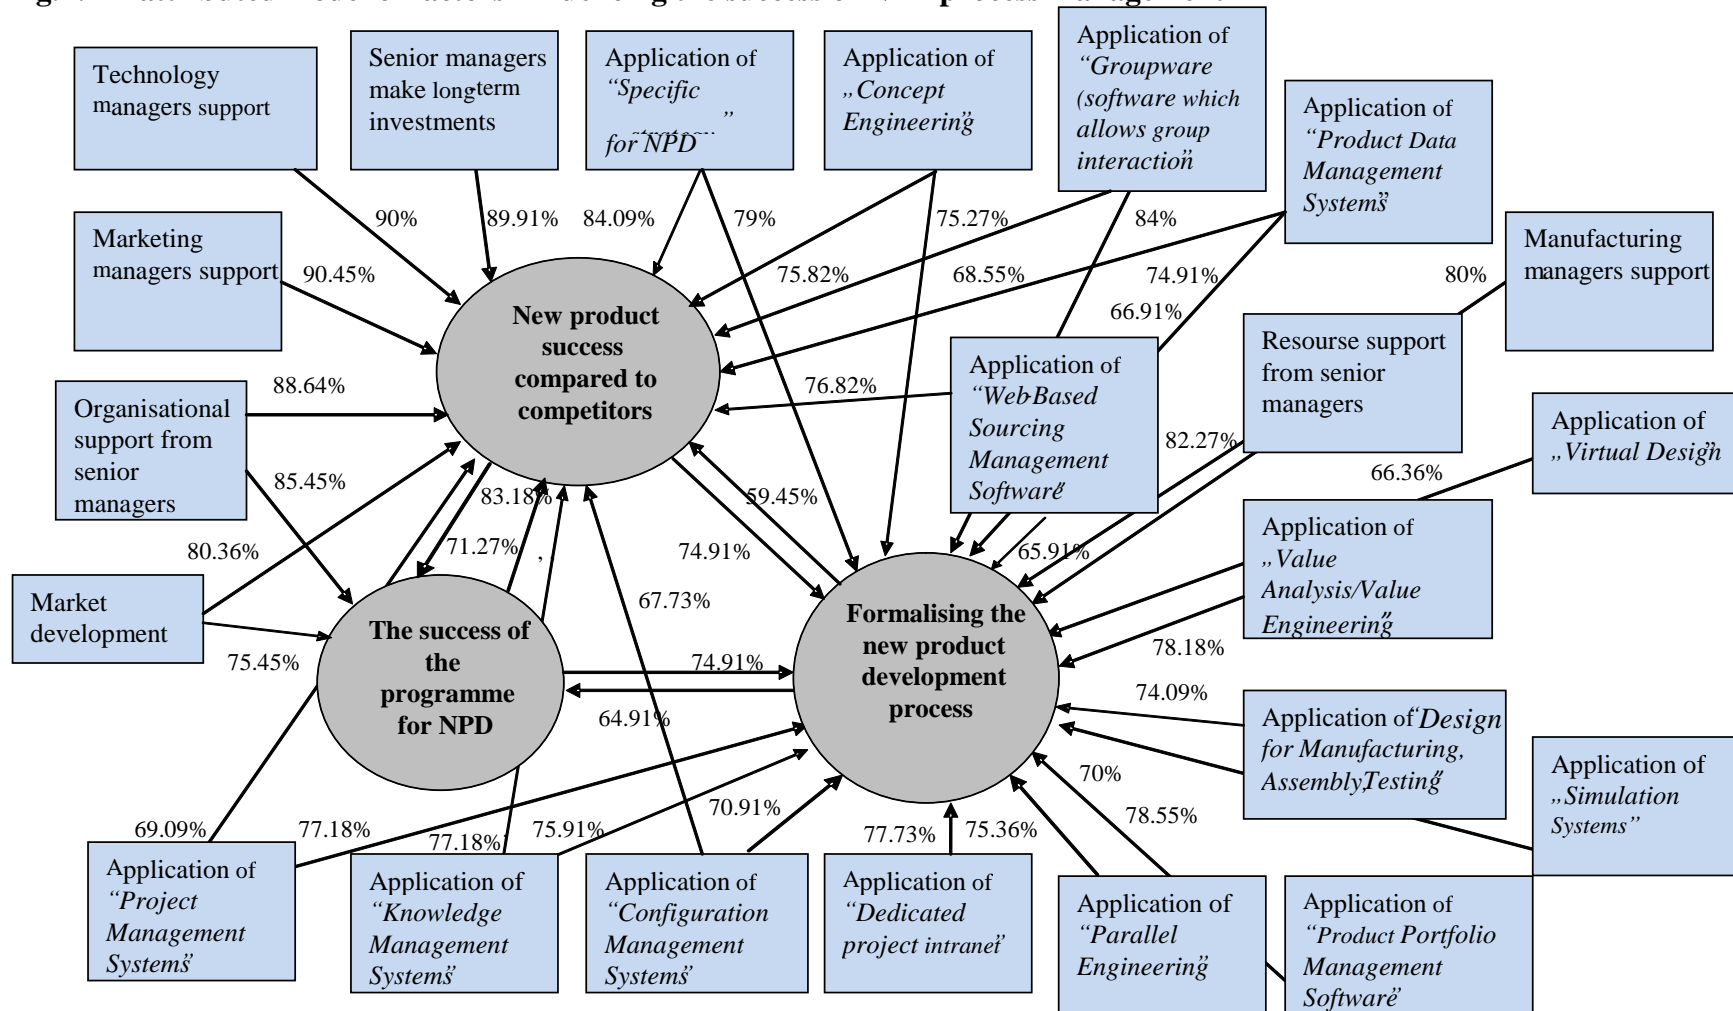 Technology
managers support
Senior managers
make long-term
investments
Application of
“Specific
”
for NPD
Application of
„Concept
Engineering”
Application of
“Groupware
(software which
allows group
interaction”
Application of
“Product Data
Management
Systems”
Marketing
managers support
Manufacturing
managers support
90%
89.91%
84.09%
79%
75.27%
84%
90.45%
75.82%
68.55%
74.91%
80%
66.91%
New product
success
compared to
competitors
Application of
“Web-Based
Sourcing
Management
Software”
Resourse support
from senior
managers
88.64%
76.82%
Organisational
support from
senior
managers
Application of
„Virtual Design”
82.27%
66.36%
85.45%
83.18%
59.45%
80.36%
71.27%
74.91%
65.91%
Application of
„Value
Analysis/Value
Engineering”
Market
development
67.73%
The success of
the
programme
for NPD
Formalising the
new product
development
process
75.45%
74.91%
78.18%
64.91%
74.09%
Application of “Design
for Manufacturing,
Assembly,Testing”
70%
78.55%
Application of
„Simulation
Systems”
69.09%
77.18%
77.18%
75.91%
70.91%
77.73%
75.36%
Application of
“Project
Management
Systems”
Application of
“Knowledge
Management
Systems”
Application of
“Configuration
Management
Systems”
Application of
“Dedicated
project intranet”
Application of
“Parallel
Engineering”
Application of
“Product Portfolio
Management
Software”